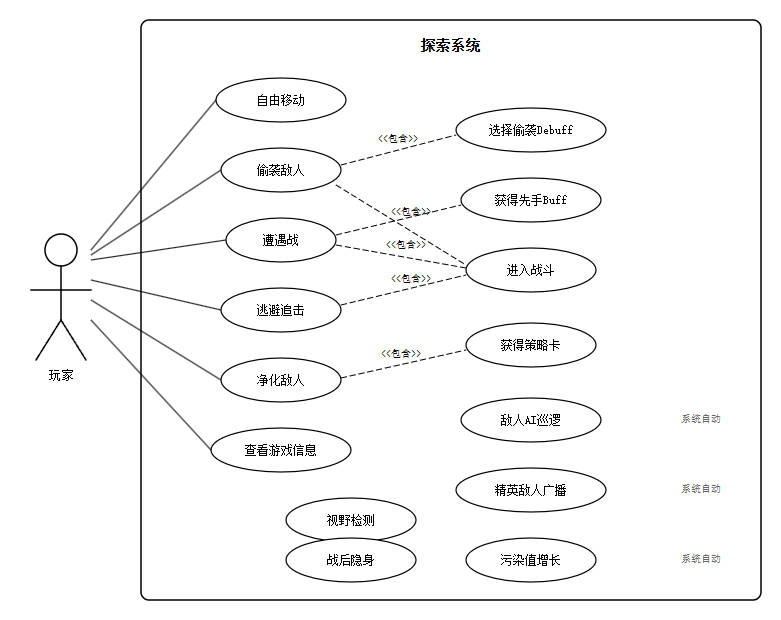 探索系统
自由移动
<<包含>>
选择偷袭Debuff
偷袭敌人
<<包含>>
获得先手Buff
遭遇战
<<包含>>
进入战斗
<<包含>>
逃避追击
获得策略卡
<<包含>>
净化敌人
玩家
敌人AI巡逻
系统自动
查看游戏信息
精英敌人广播
系统自动
视野检测
战后隐身
污染值增长
系统自动